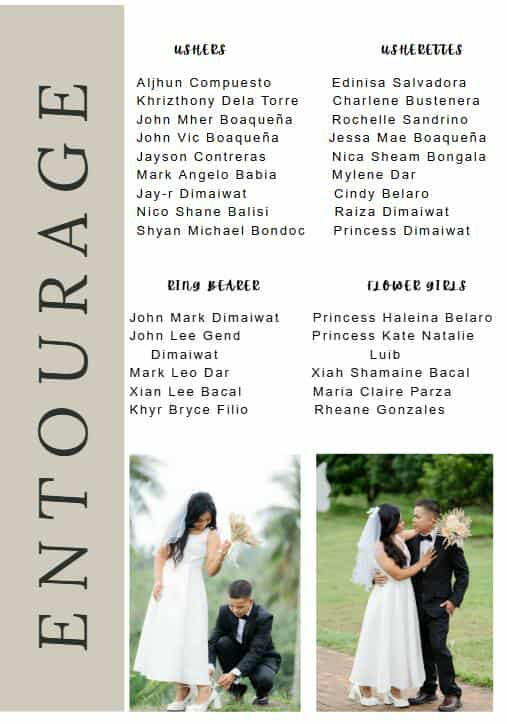 ENTOURAGE
USHERS
Aljhun Compuesto
Khrizthony Dela Torre
John Mher Boaqueña
John Vic Boaqueña
Jayson Contreras
Mark Angelo Babia
Jay-r Dimaiwat
Nico Shane Balisi
Shyan Michael Bondoc
USHERETTES
Edinisa Salvadora
Charlene Bustenera
Rochelle Sandrino
Jessa Mae Boaqueña
Nica Sheam Bongala
Mylene Dar
Cindy Belaro
Raiza Dimaiwat
Princess Dimaiwat
RING BEARER
John Mark Dimaiwat
John Lee Gend
Dimaiwat
Mark Leo Dar
Xian Lee Bacal
Khyr Bryce Filio
FLOWER GIRLS
Princess Haleina Belaro
Princess Kate Natalie
Luib
Xiah Shamaine Bacal
Maria Claire Parza
Rheane Gonzales